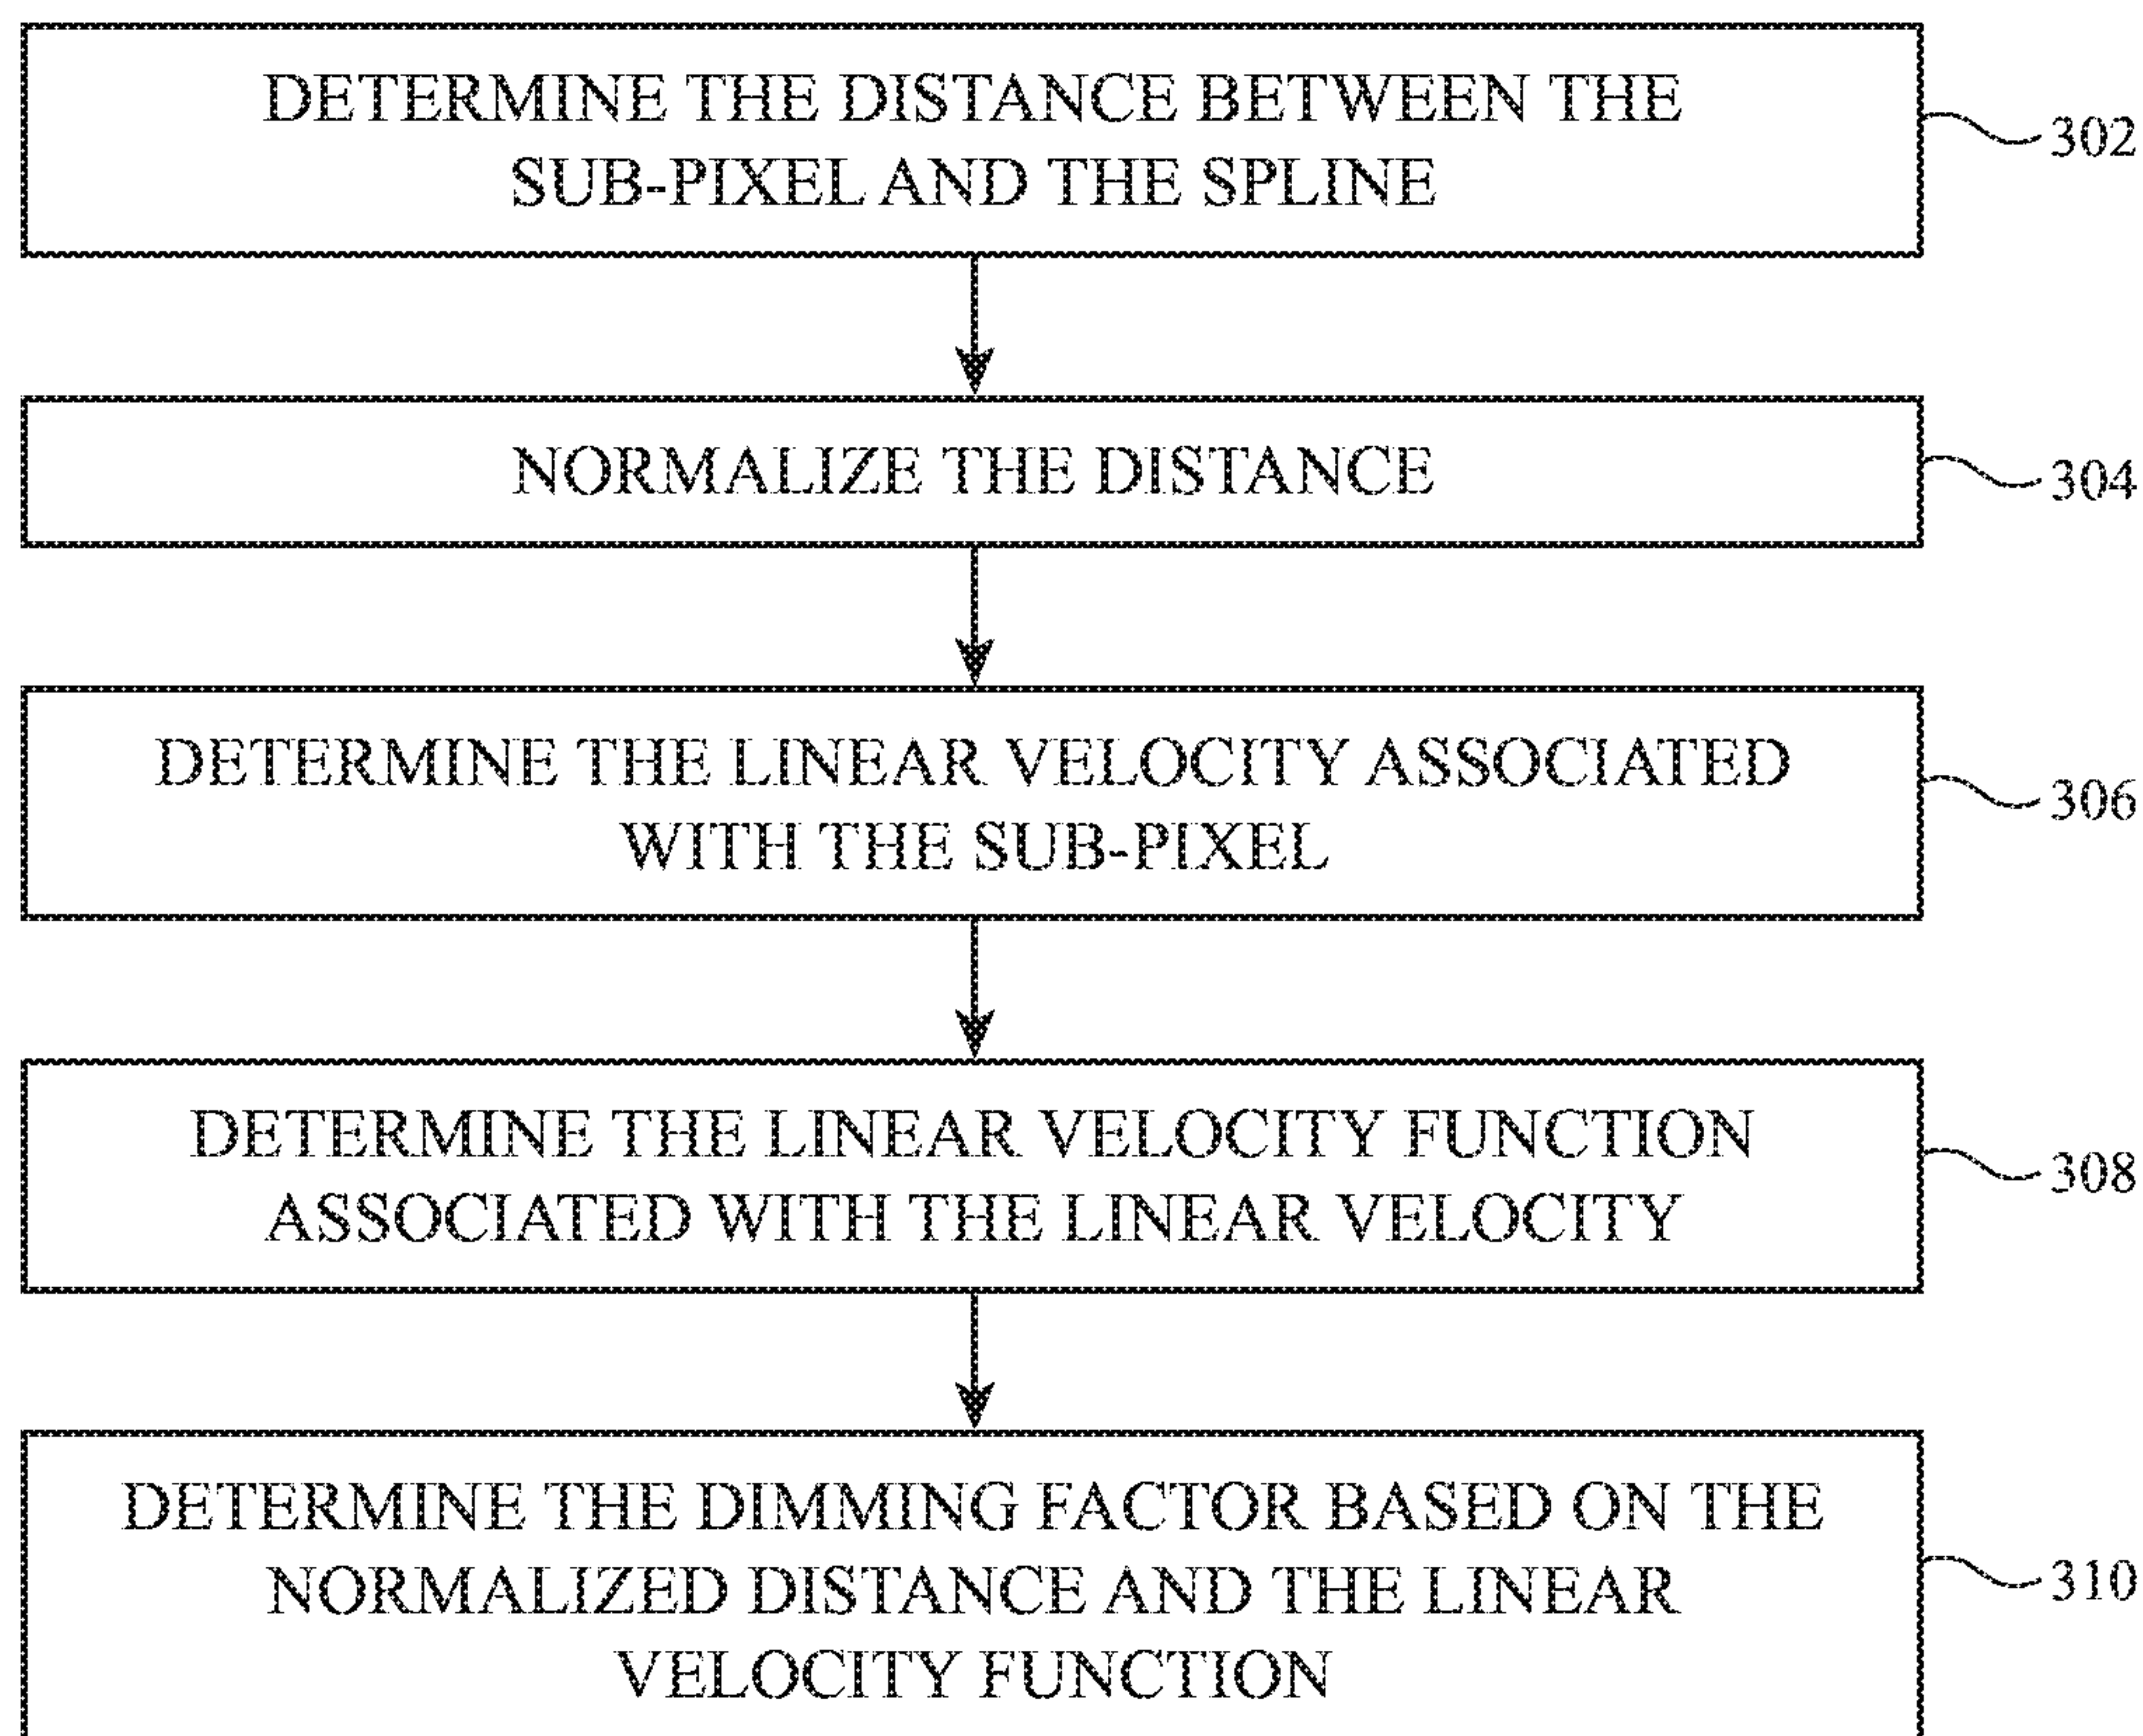 DETERMINE THE DISTANCE BETWEEN THE
SUB-PIXEL AND THE SPLINE
302
NORMALIZE THE DISTANCE
304
DETERMINE THE LINEAR VELOCITY ASSOCIATED
WITH THE SUB-PIXEL
306
DETERMINE THE LINEAR VELOCITY FUNCTION
ASSOCIATED WITH THE LINEAR VELOCITY
308
DETERMINE THE DIMMING FACTOR BASED ON THE
NORMALIZED DISTANCE AND THE LINEAR
VELOCITY FUNCTION
310